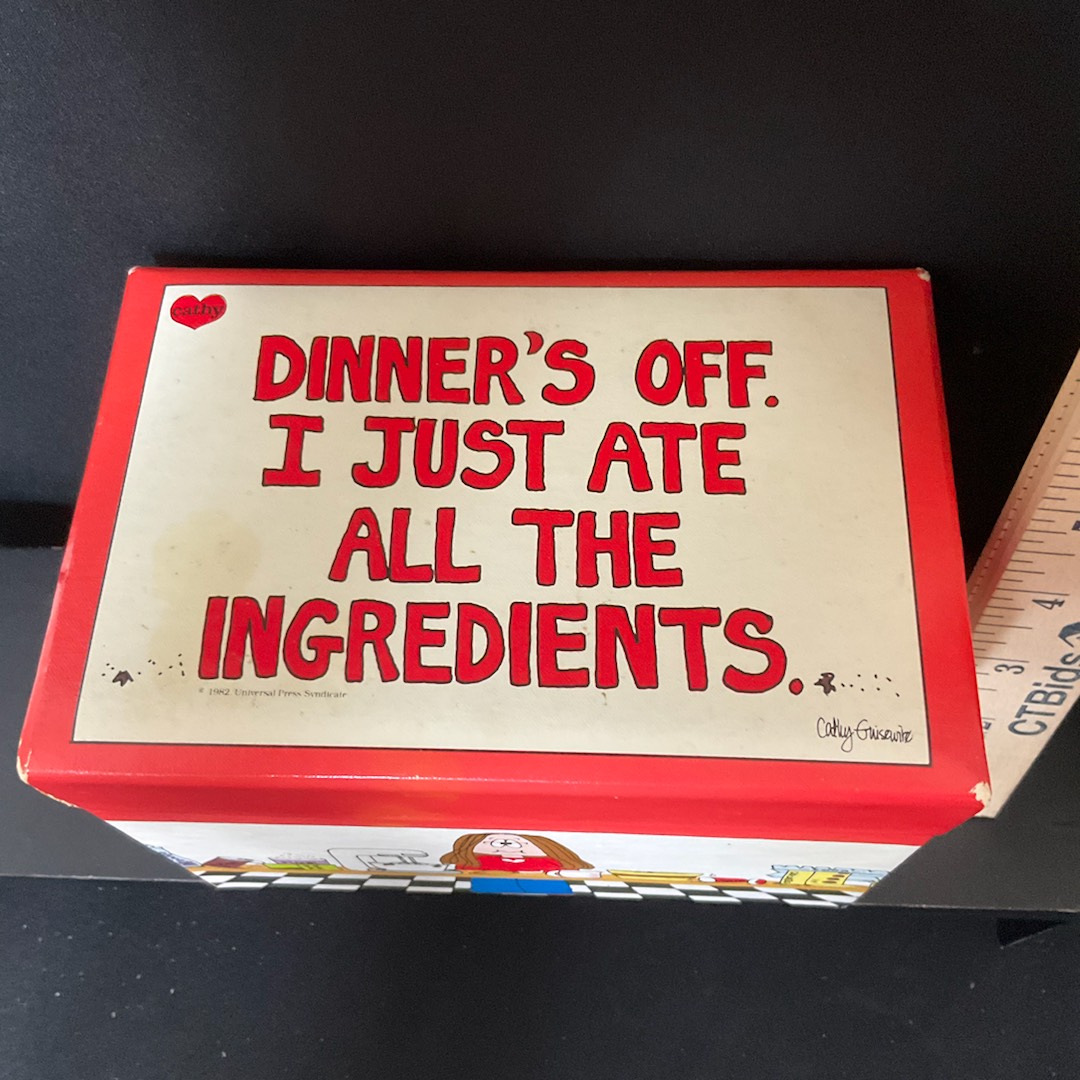 cathy
DINNER'S OFF.
I JUST ATE
ALL THE
INGREDIENTS.
© 1982 Universal Press Syndicate
Cathy Guisewite
3 4
CTBids